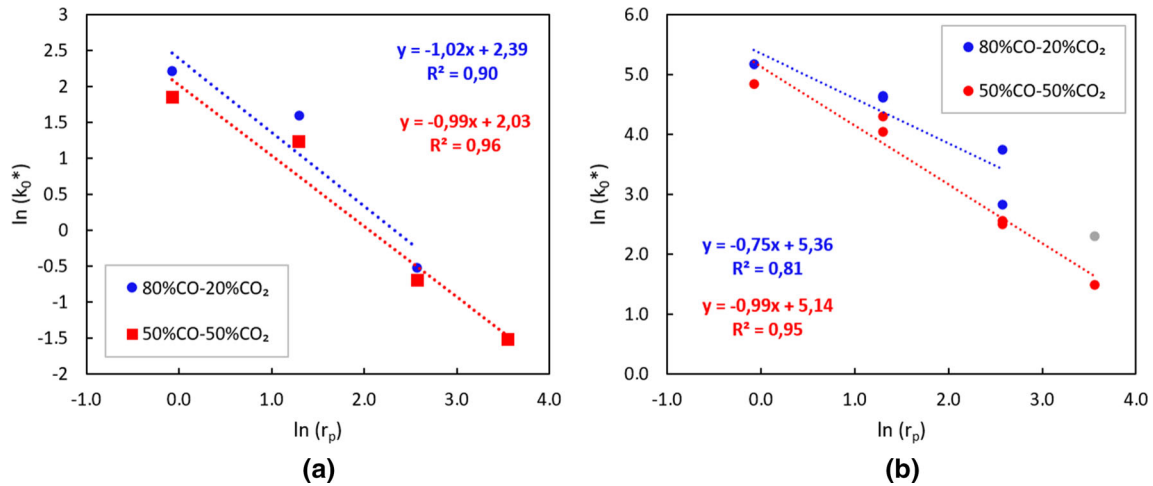 3
2.5
2
1.5
1
0.5
0
-0.5
-1
-1.5
-2
ln (k₀*)
y = -1,02x + 2,39
R² = 0,90
y = -0,99x + 2,03
R² = 0,96
80%CO-20%CO₂
50%CO-50%CO₂
-1.0 0.0 1.0 2.0 3.0 4.0
ln (rₚ)
(a)
6.0
5.0
4.0
3.0
2.0
1.0
0.0
ln (k₀*)
80%CO-20%CO₂
50%CO-50%CO₂
y = -0,75x + 5,36
R² = 0,81
y = -0,99x + 5,14
R² = 0,95
-1.0 0.0 1.0 2.0 3.0 4.0
ln (rₚ)
(b)